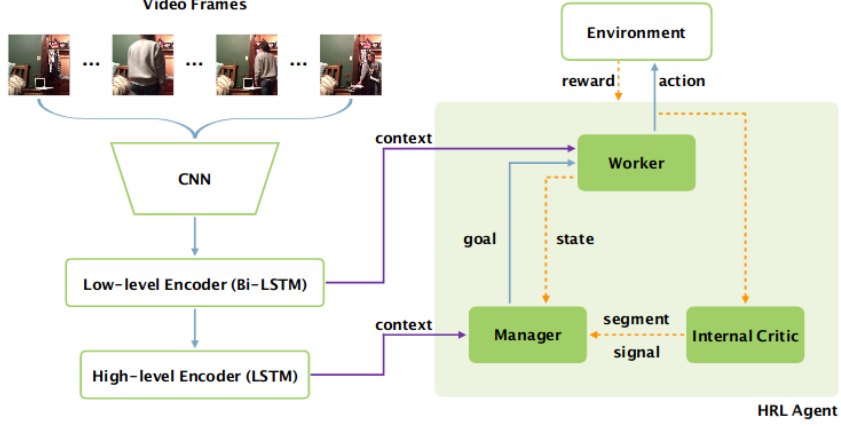 Video Frames
... ... ...
CNN
Low-level Encoder (Bi-LSTM)
High-level Encoder (LSTM)
context
context
Environment
reward
action
Worker
goal
state
Manager
segment
signal
Internal Critic
HRL Agent